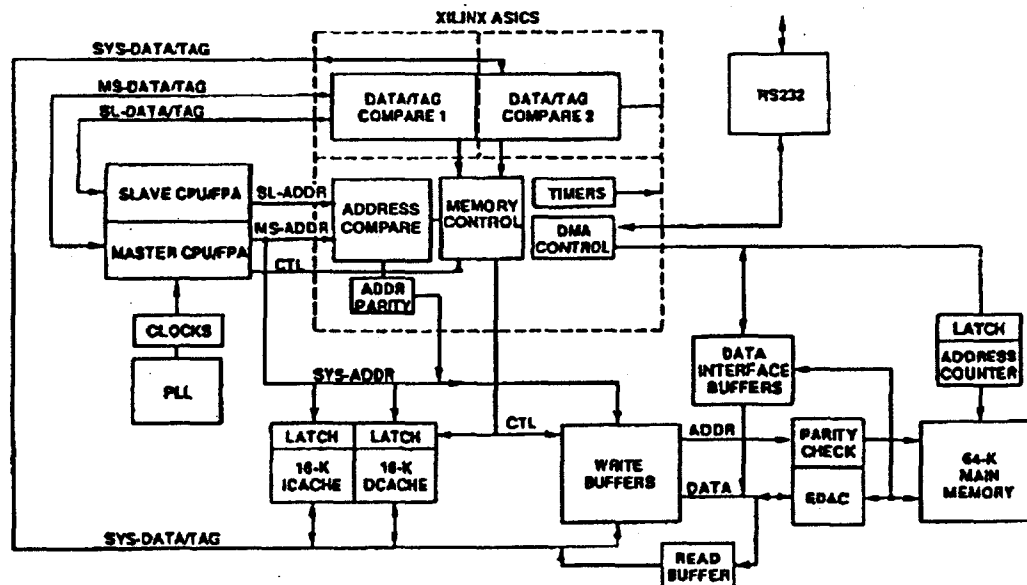 XILINX ASICS
SYS-DATA/TAG
MS-DATA/TAG
SL-DATA/TAG
DATA/TAG
COMPARE 1
DATA/TAG
COMPARE 2
RS232
SLAVE CPU/FPA
MASTER CPU/FPA
SL-ADDR
MS-ADDR
CTL
ADDRESS
COMPARE
MEMORY
CONTROL
TIMERS
DMA
CONTROL
ADDR
PARITY
CLOCKS
PLL
SYS-ADDR
DATA
INTERFACE
BUFFERS
LATCH
ADDRESS
COUNTER
LATCH
16-K
ICACHE
LATCH
16-K
DCACHE
CTL
WRITE
BUFFERS
ADDR
DATA
PARITY
CHECK
EDAC
64-K
MAIN
MEMORY
SYS-DATA/TAG
READ
BUFFER